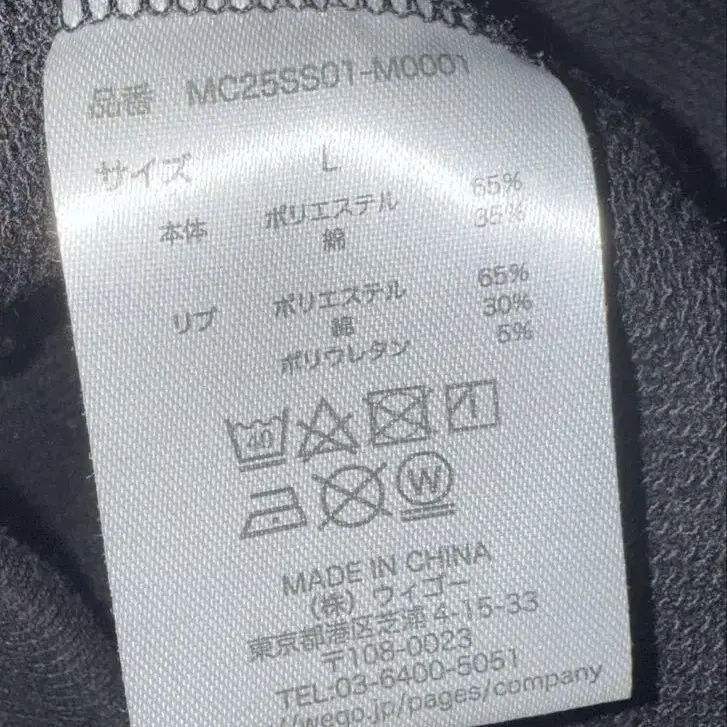 品番 MC25SS01-M0001
サイズ L
本体 ポリエステル 65%
綿 35%
リブ ポリエステル 65%
綿 30%
ポリウレタン 5%
40
W
MADE IN CHINA
(株) ウィゴー
東京都港区芝浦 4-15-33
〒108-0023
TEL:03-6400-5051
//wego.jp/pages/company